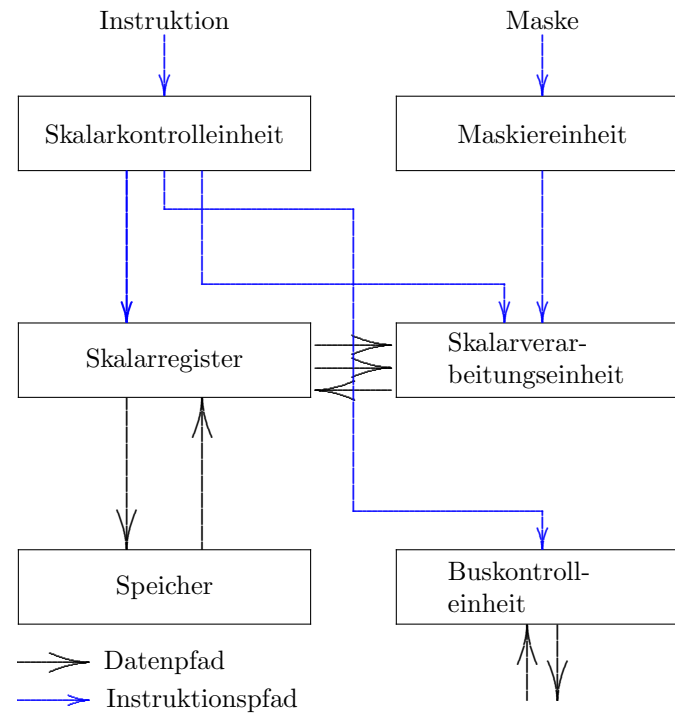 Instruktion
Maske
Skalarkontrolleinheit
Maskiereinheit
Skalarregister
Skalarverar-
beitungseinheit
Speicher
Buskontroll-
einheit
Datenpfad
Instruktionspfad